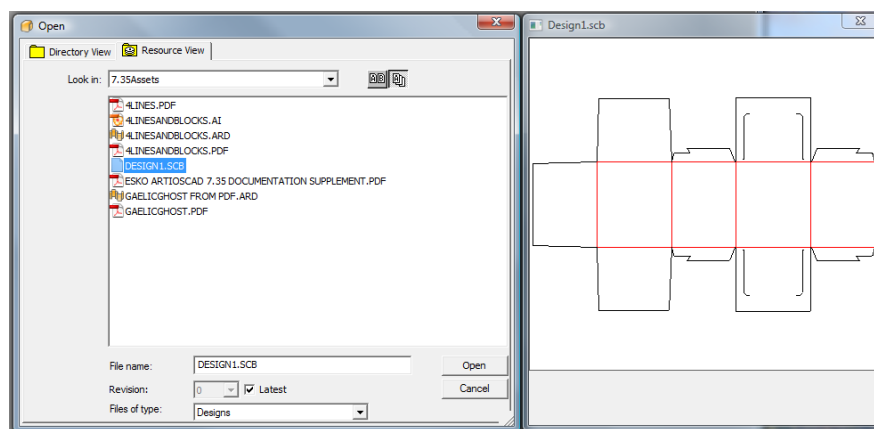 Open
Design1.scb
Directory View
Resource View
Look in:
7.35Assets
4LINES.PDF
4LINESANDBLOCKS.AI
4LINESANDBLOCKS.ARD
4LINESANDBLOCKS.PDF
DESIGN1.SCB
ESKO ARTIOSCAD 7.35 DOCUMENTATION SUPPLEMENT.PDF
GAELICGHOST FROM PDF.ARD
GAELICGHOST.PDF
File name:
DESIGN1.SCB
Open
Revision:
0
Latest
Cancel
Files of type:
Designs